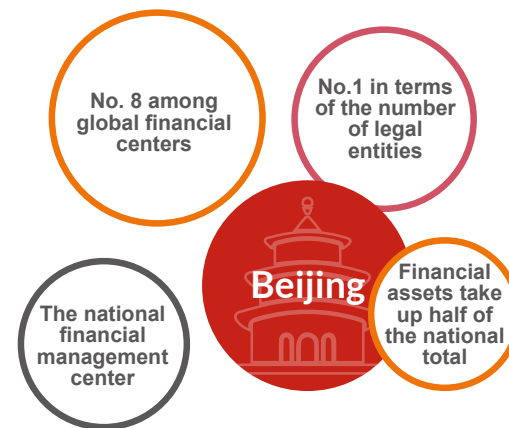 No. 8 among
global financial
centers
No.1 in terms
of the number
of legal
entities
Beijing
Financial
assets take
up half of
the national
total
The national
financial
management
center